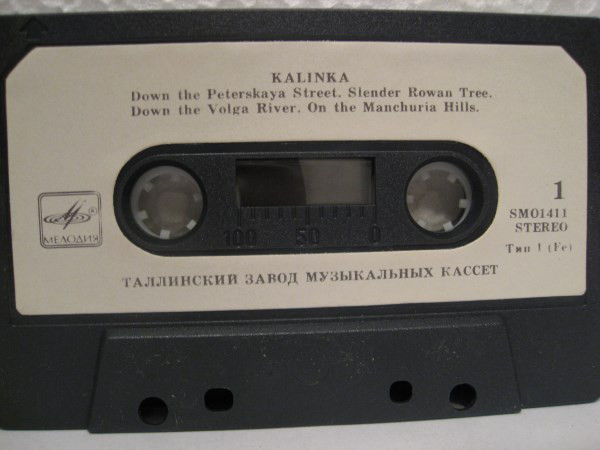 KALINKA
Down the Peterskaya Street. Slender Rowan Tree.
Down the Volga River. On the Manchuria Hills.
1
SMO1411
STEREO
Тип 1 (Fe)
®
МЕЛОДИЯ
100 50 0
ТАЛЛИНСКИЙ ЗАВОД МУЗЫКАЛЬНЫХ КАССЕТ